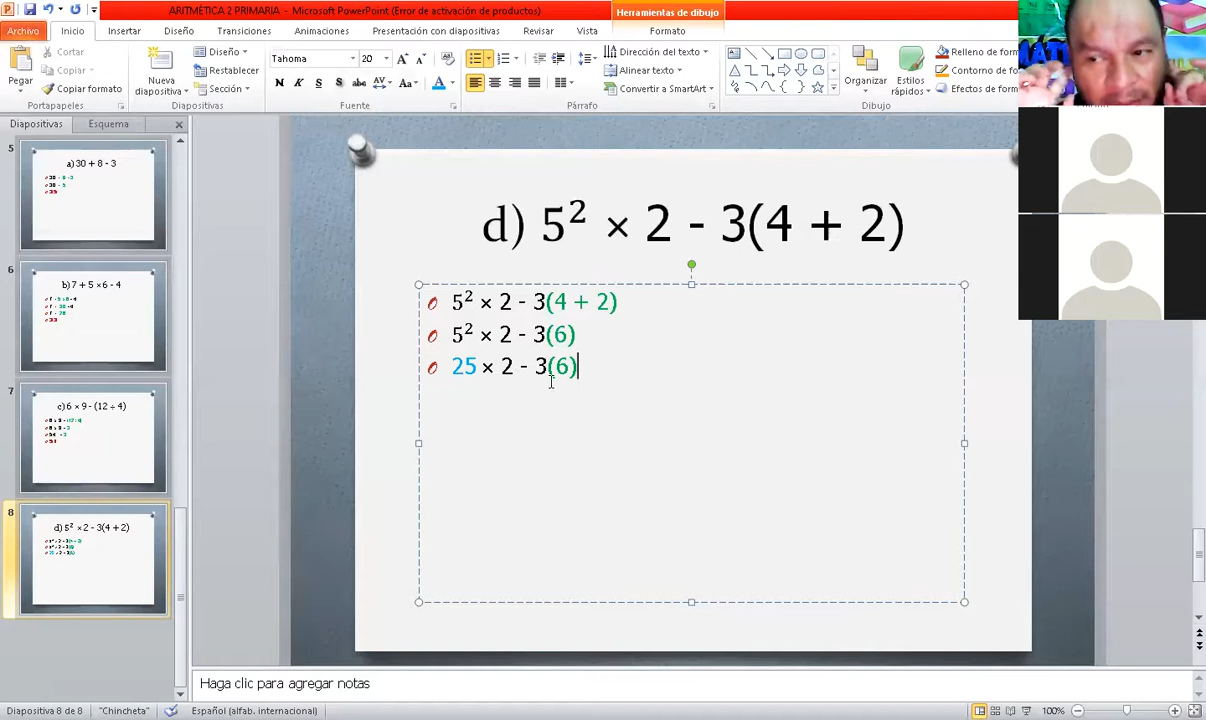 ARITMÉTICA 2 PRIMARIA - Microsoft PowerPoint (Error de activación de productos)
Herramientas de dibujo
Archivo Inicio Insertar Diseño Transiciones Animaciones Presentación con diapositivas Revisar Vista Formato
Pegar
Cortar
Copiar
Copiar formato
Portapapeles
Nueva diapositiva
Diseño
Restablecer
Sección
Diapositivas
Tahoma 20
N K S S abc AV Aa A
Fuente
Dirección del texto
Alinear texto
Convertir a SmartArt
Párrafo
Organizar
Estilos rápidos
Relleno de forma
Contorno de form
Efectos de formas
Dibujo
Diapositivas Esquema
5
a) 30 + 8 - 3
6
b) 7 + 5 × 6 - 4
7
c) 6 × 9 - (12 ÷ 4)
8
d) 5² × 2 - 3(4 + 2)
d) 5² × 2 - 3(4 + 2)
5² × 2 - 3(4 + 2)
5² × 2 - 3(6)
25 × 2 - 3(6)
Haga clic para agregar notas
Diapositiva 8 de 8 "Chincheta" Español (alfab. internacional) 100%